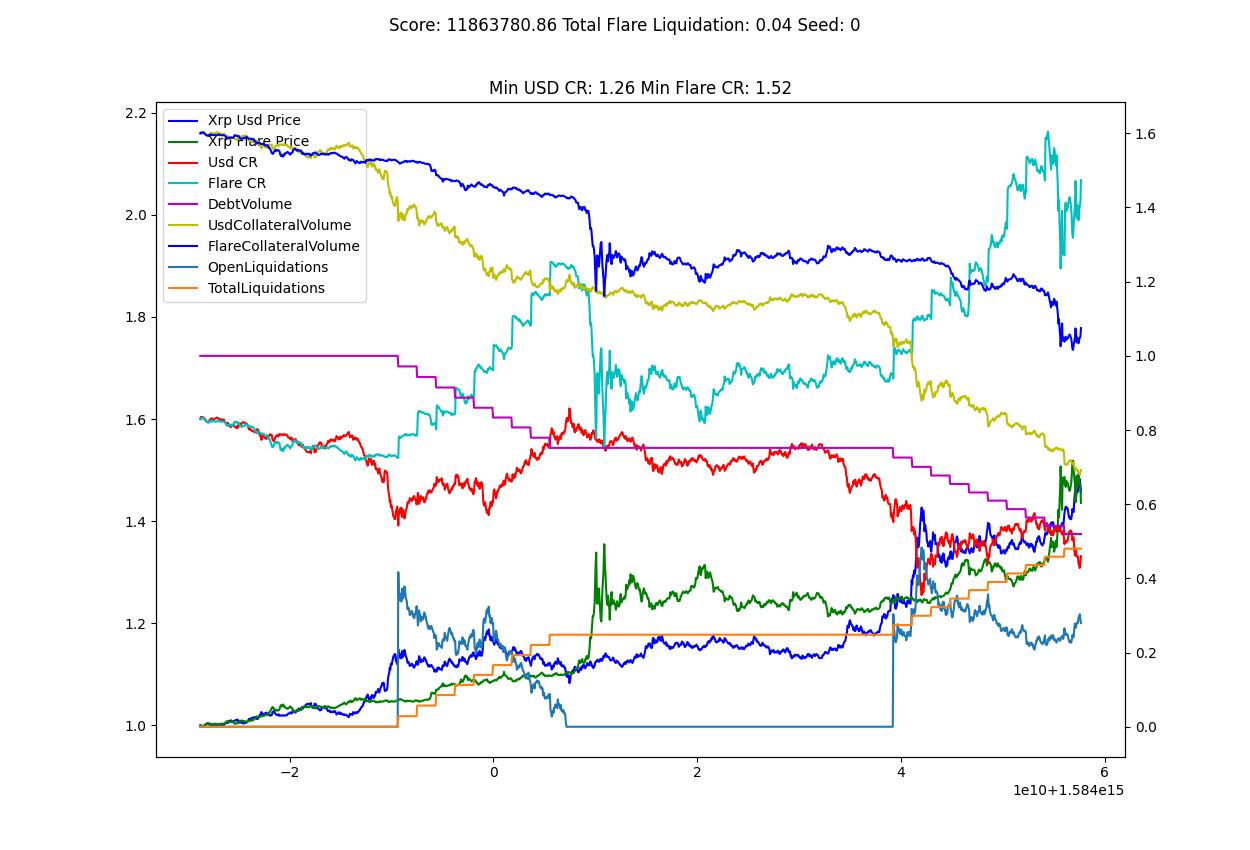 Score: 11863780.86 Total Flare Liquidation: 0.04 Seed: 0
Min USD CR: 1.26 Min Flare CR: 1.52
Xrp Usd Price
Xrp Flare Price
Usd CR
Flare CR
DebtVolume
UsdCollateralVolume
FlareCollateralVolume
OpenLiquidations
TotalLiquidations
2.2
2.0
1.8
1.6
1.4
1.2
1.0
1.6
1.4
1.2
1.0
0.8
0.6
0.4
0.2
0.0
−2 0 2 4 6
1e10+1.584e15